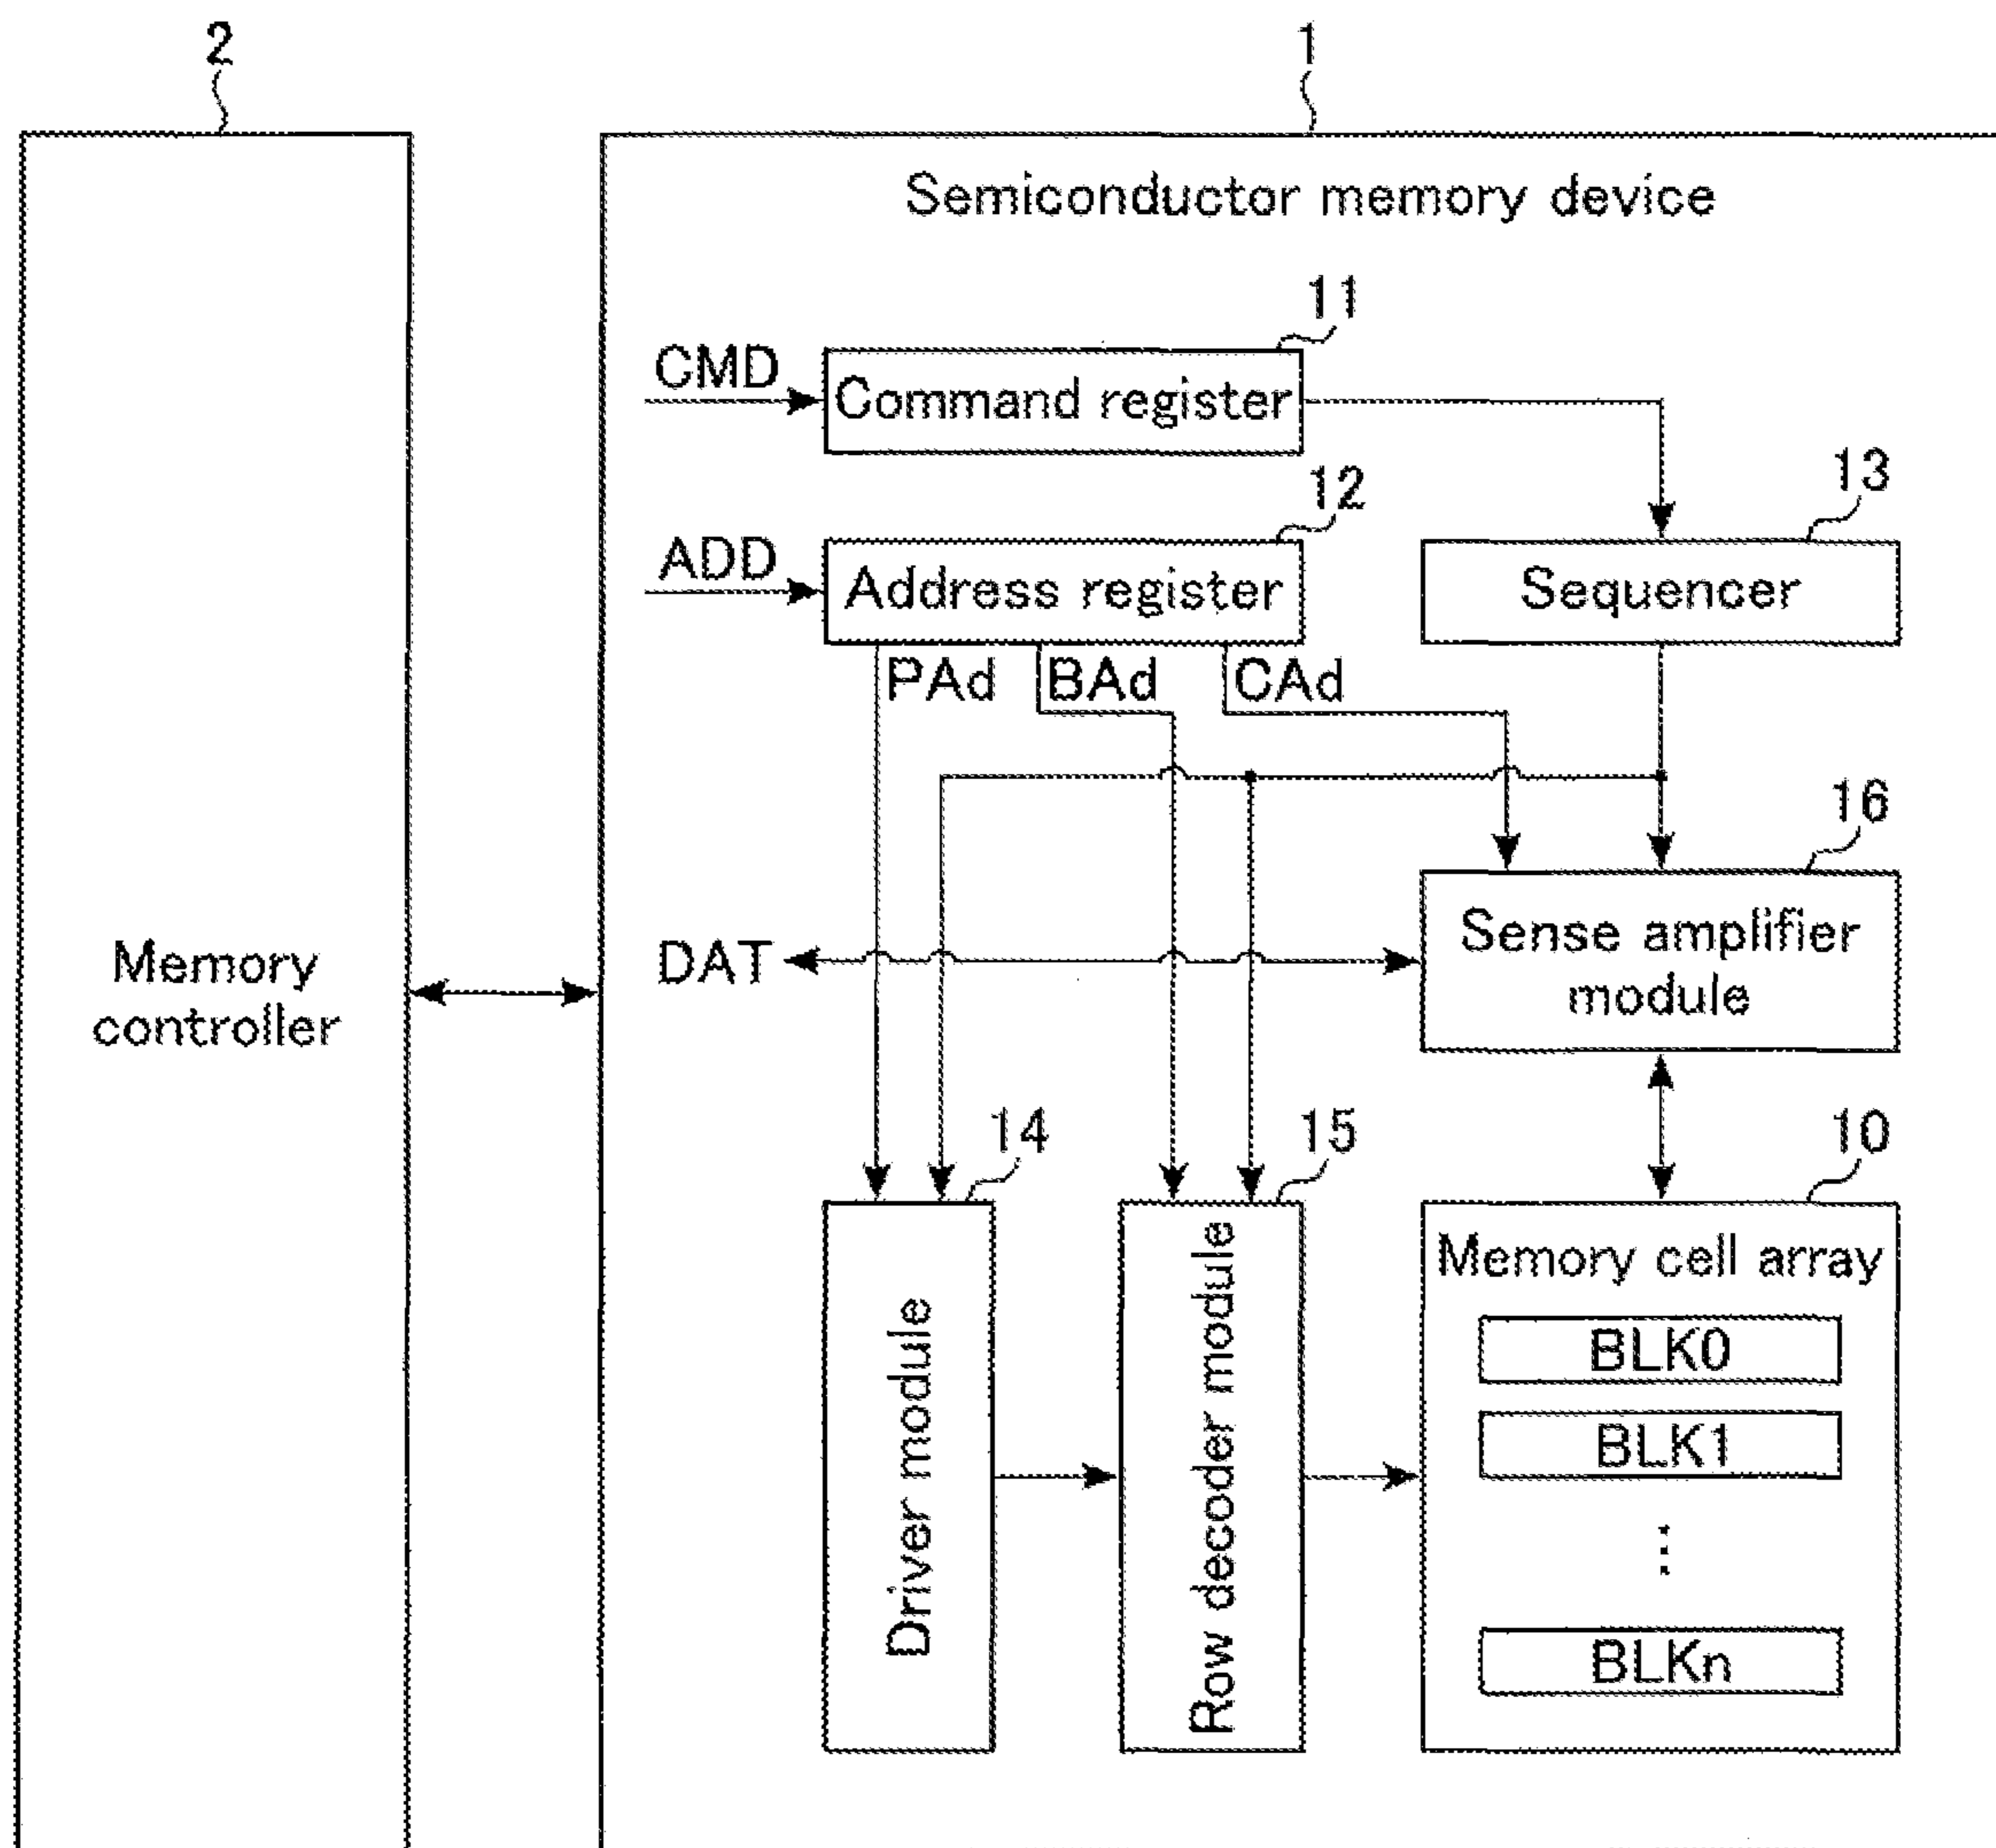 2
1
Semiconductor memory device
11
CMD
Command register
12
13
ADD
Address register
Sequencer
PAd
BAd
CAd
16
Sense amplifier
module
DAT
Memory
controller
14
15
10
Driver module
Row decoder module
Memory cell array
BLK0
BLK1
⋮
BLKn